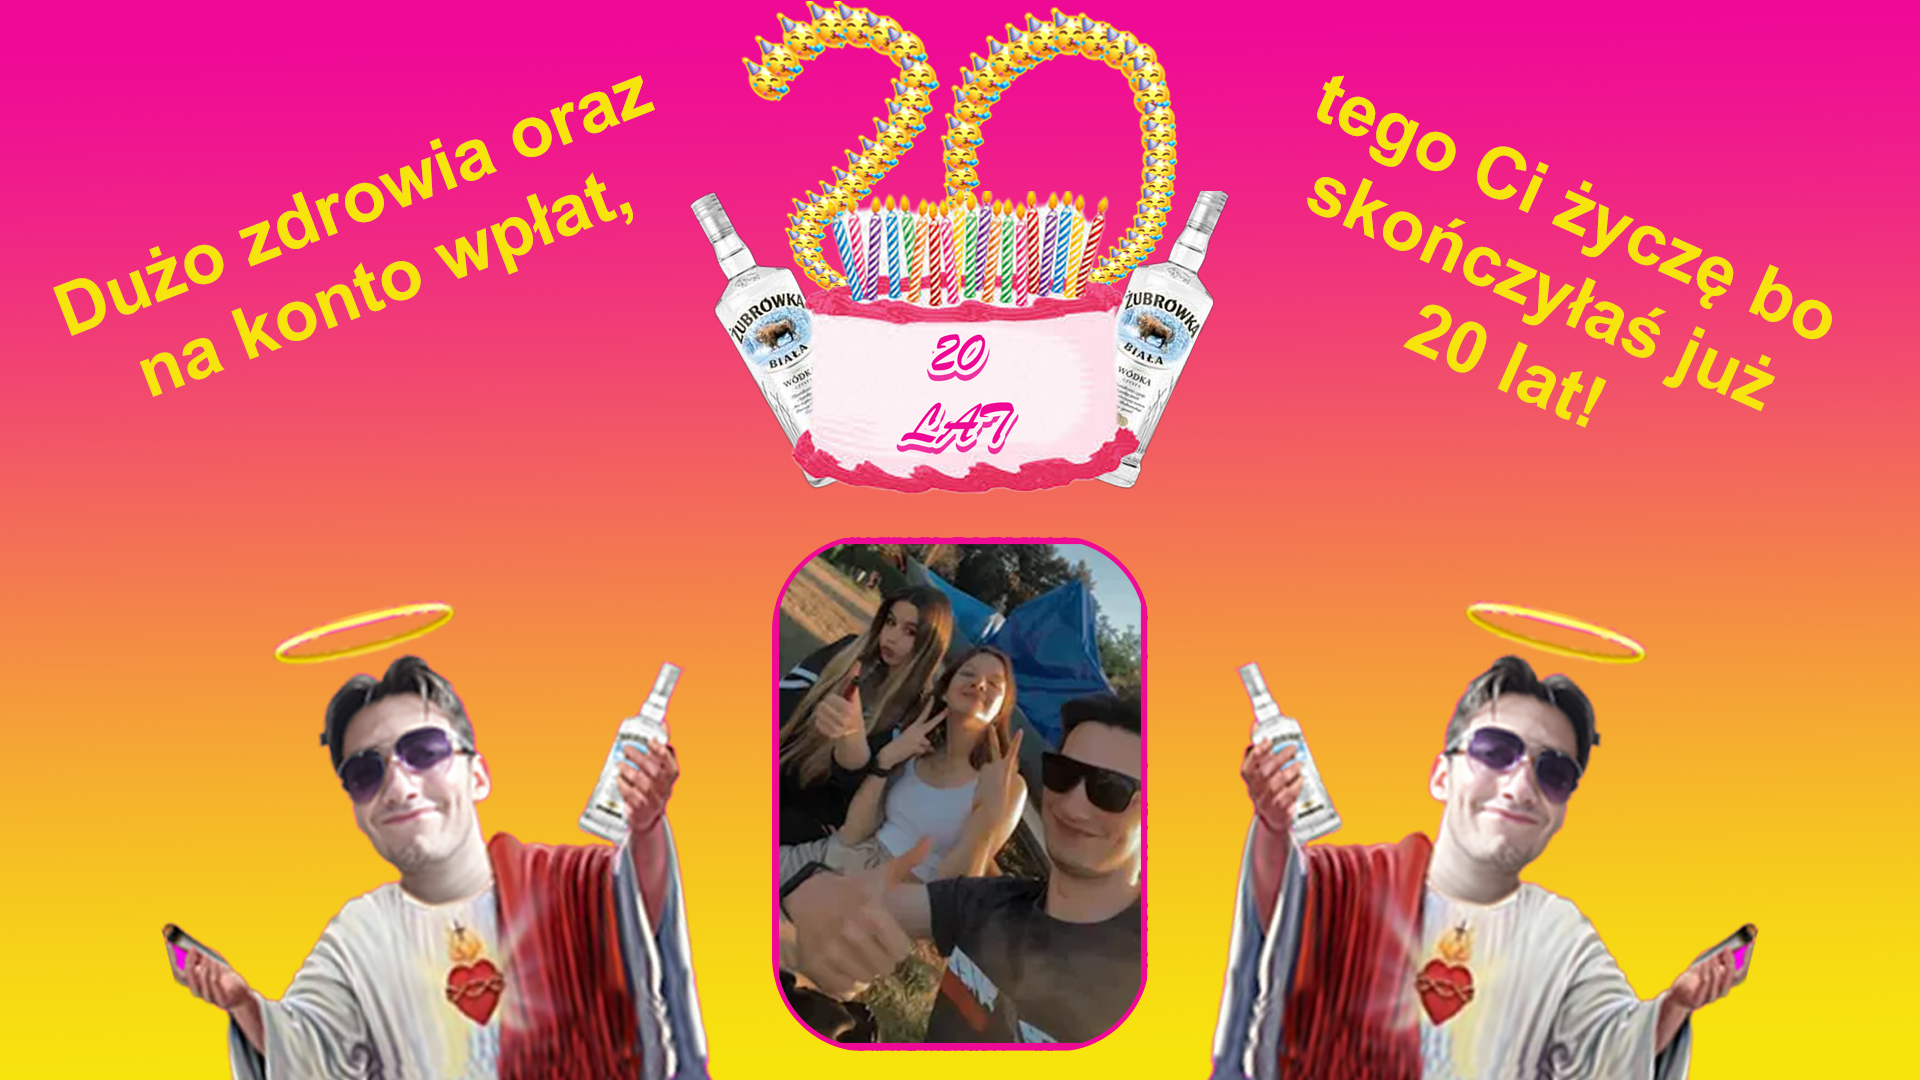 Dużo zdrowia oraz
na konto wpłat,
tego Ci życzę bo
skończyłaś już
20 lat!
20
ŻUBRÓWKA
BIAŁA
WÓDKA
20
LAT
ŻUBRÓWKA
BIAŁA
WÓDKA